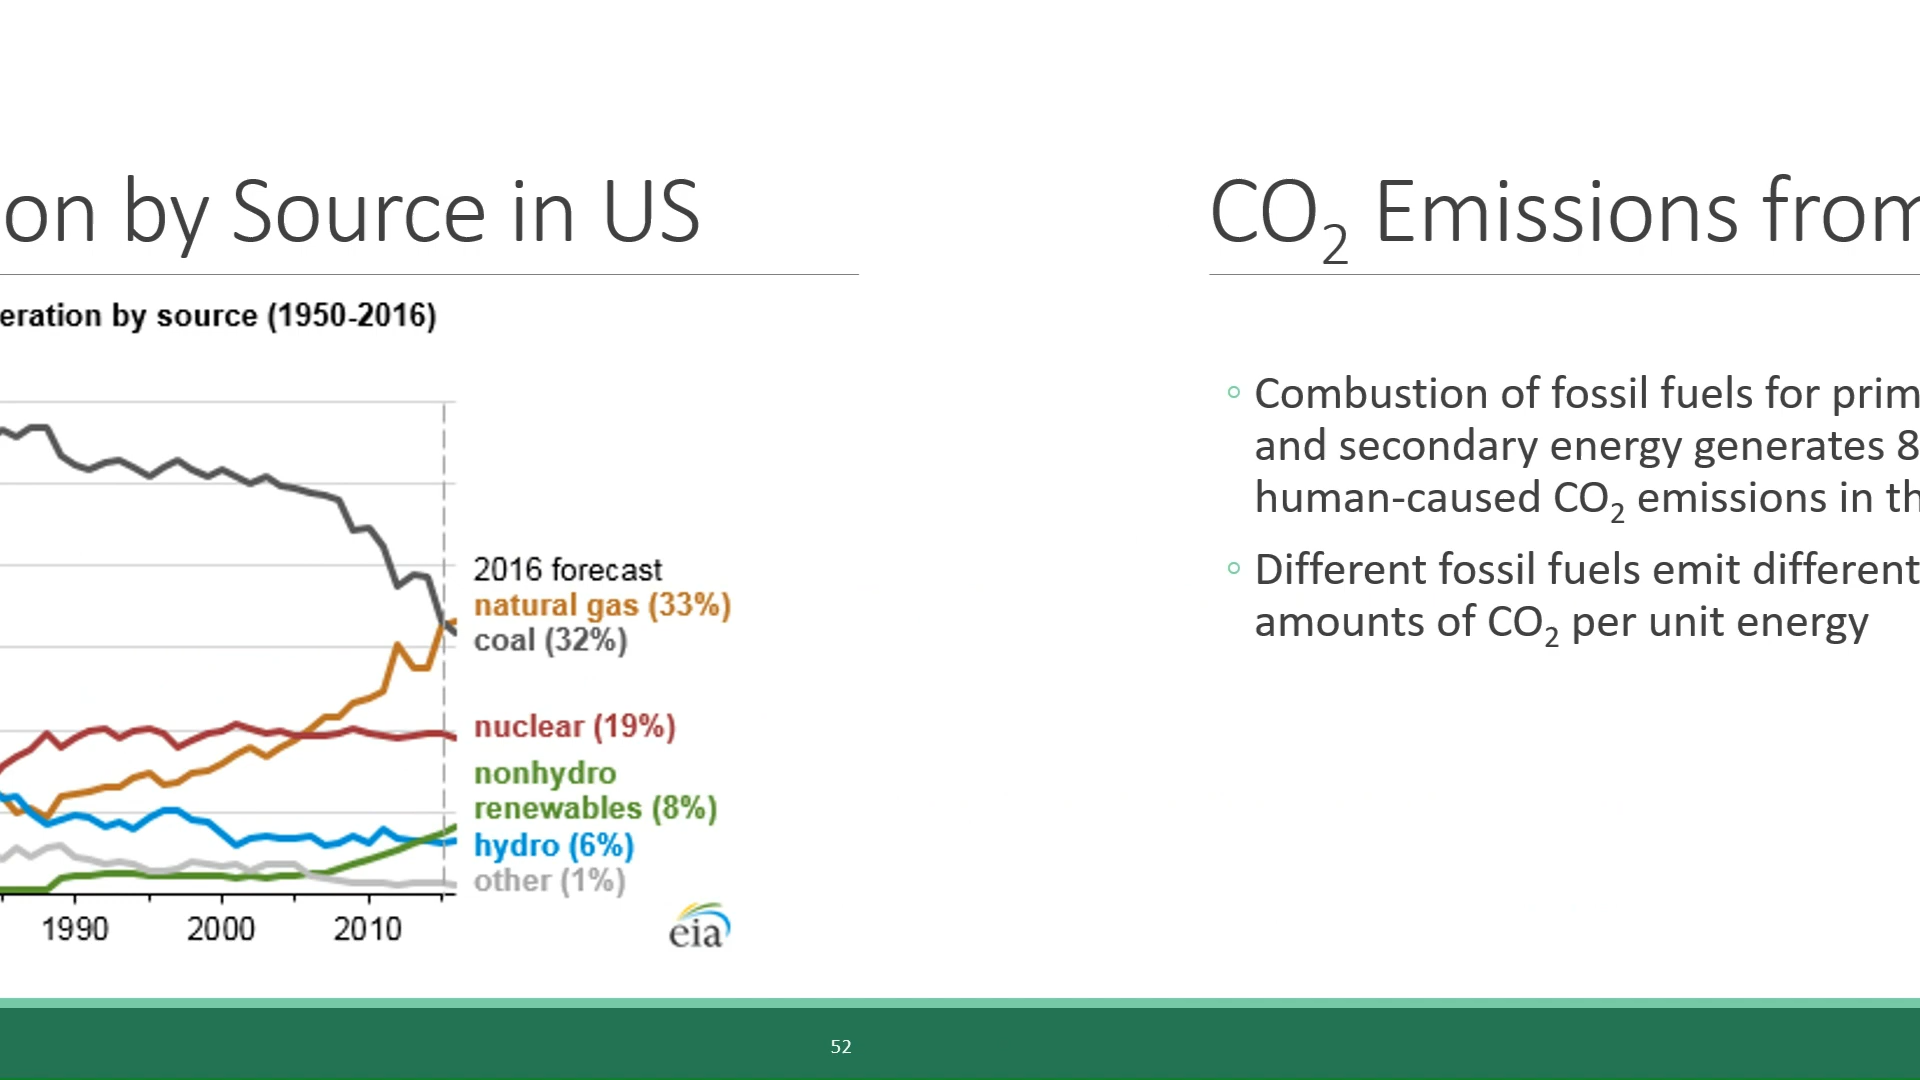 on by Source in US
eration by source (1950-2016)
2016 forecast
natural gas (33%)
coal (32%)
nuclear (19%)
nonhydro
renewables (8%)
hydro (6%)
other (1%)
1990 2000 2010
eia
52
CO₂ Emissions from
◦ Combustion of fossil fuels for prim
and secondary energy generates 8
human-caused CO₂ emissions in th
◦ Different fossil fuels emit different
amounts of CO₂ per unit energy